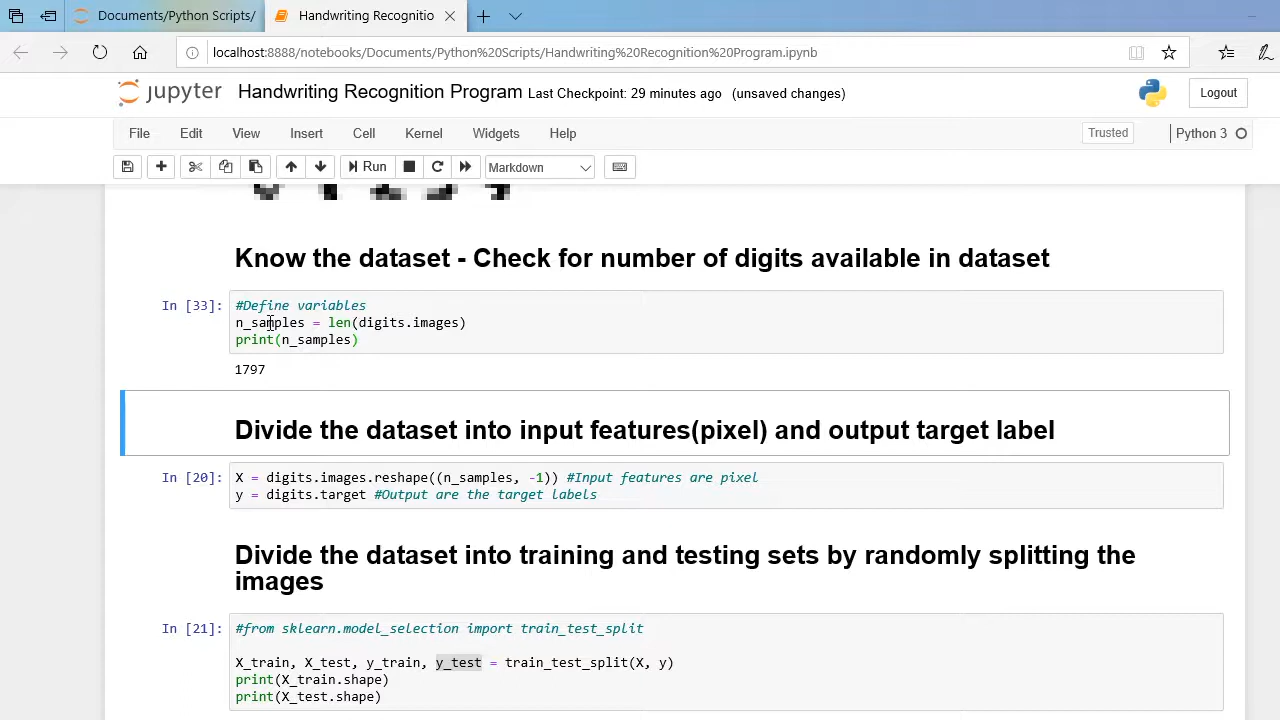 Documents/Python Scripts/
Handwriting Recognitio
localhost:8888/notebooks/Documents/Python%20Scripts/Handwriting%20Recognition%20Program.ipynb
jupyter Handwriting Recognition Program Last Checkpoint: 29 minutes ago (unsaved changes)
Logout
File Edit View Insert Cell Kernel Widgets Help
Trusted
Python 3
Run
Markdown
Know the dataset - Check for number of digits available in dataset
In [33]:
#Define variables
n_samples = len(digits.images)
print(n_samples)
1797
Divide the dataset into input features(pixel) and output target label
In [20]:
X = digits.images.reshape((n_samples, -1)) #Input features are pixel
y = digits.target #Output are the target labels
Divide the dataset into training and testing sets by randomly splitting the
images
In [21]:
#from sklearn.model_selection import train_test_split
X_train, X_test, y_train, y_test = train_test_split(X, y)
print(X_train.shape)
print(X_test.shape)